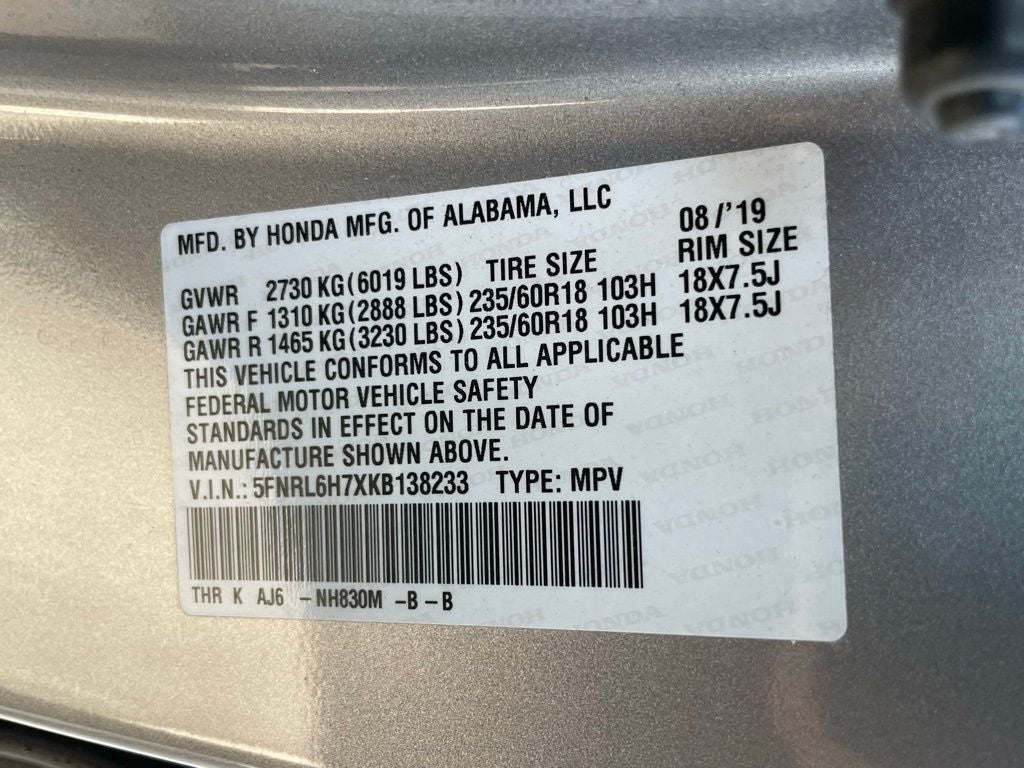 MFD. BY HONDA MFG. OF ALABAMA, LLC 08/'19
GVWR 2730 KG(6019 LBS) TIRE SIZE RIM SIZE
GAWR F 1310 KG(2888 LBS) 235/60R18 103H 18X7.5J
GAWR R 1465 KG(3230 LBS) 235/60R18 103H 18X7.5J
THIS VEHICLE CONFORMS TO ALL APPLICABLE
FEDERAL MOTOR VEHICLE SAFETY
STANDARDS IN EFFECT ON THE DATE OF
MANUFACTURE SHOWN ABOVE.
V.I.N.: 5FNRL6H7XKB138233 TYPE: MPV
THR K AJ6 -NH830M -B-B